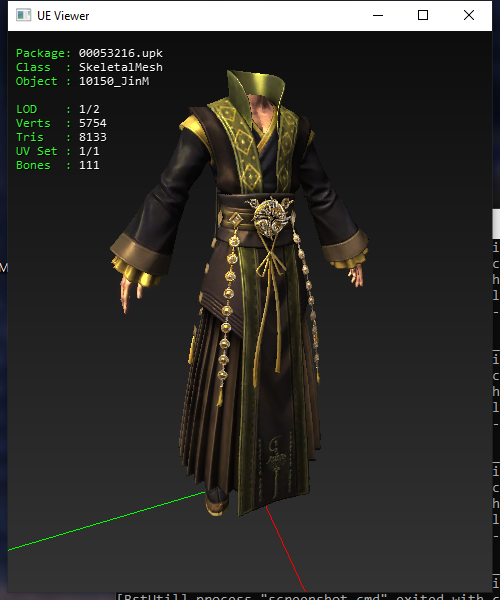 UE Viewer
Package: 00053216.upk
Class : SkeletalMesh
Object : 10150_JinM
LOD : 1/2
Verts : 5754
Tris : 8133
UV Set : 1/1
Bones : 111
M
i
c
h
l
-
i
c
h
l
-
i
c
h
l
-
i
[BstUtil] process "screenshot.cmd" exited with c